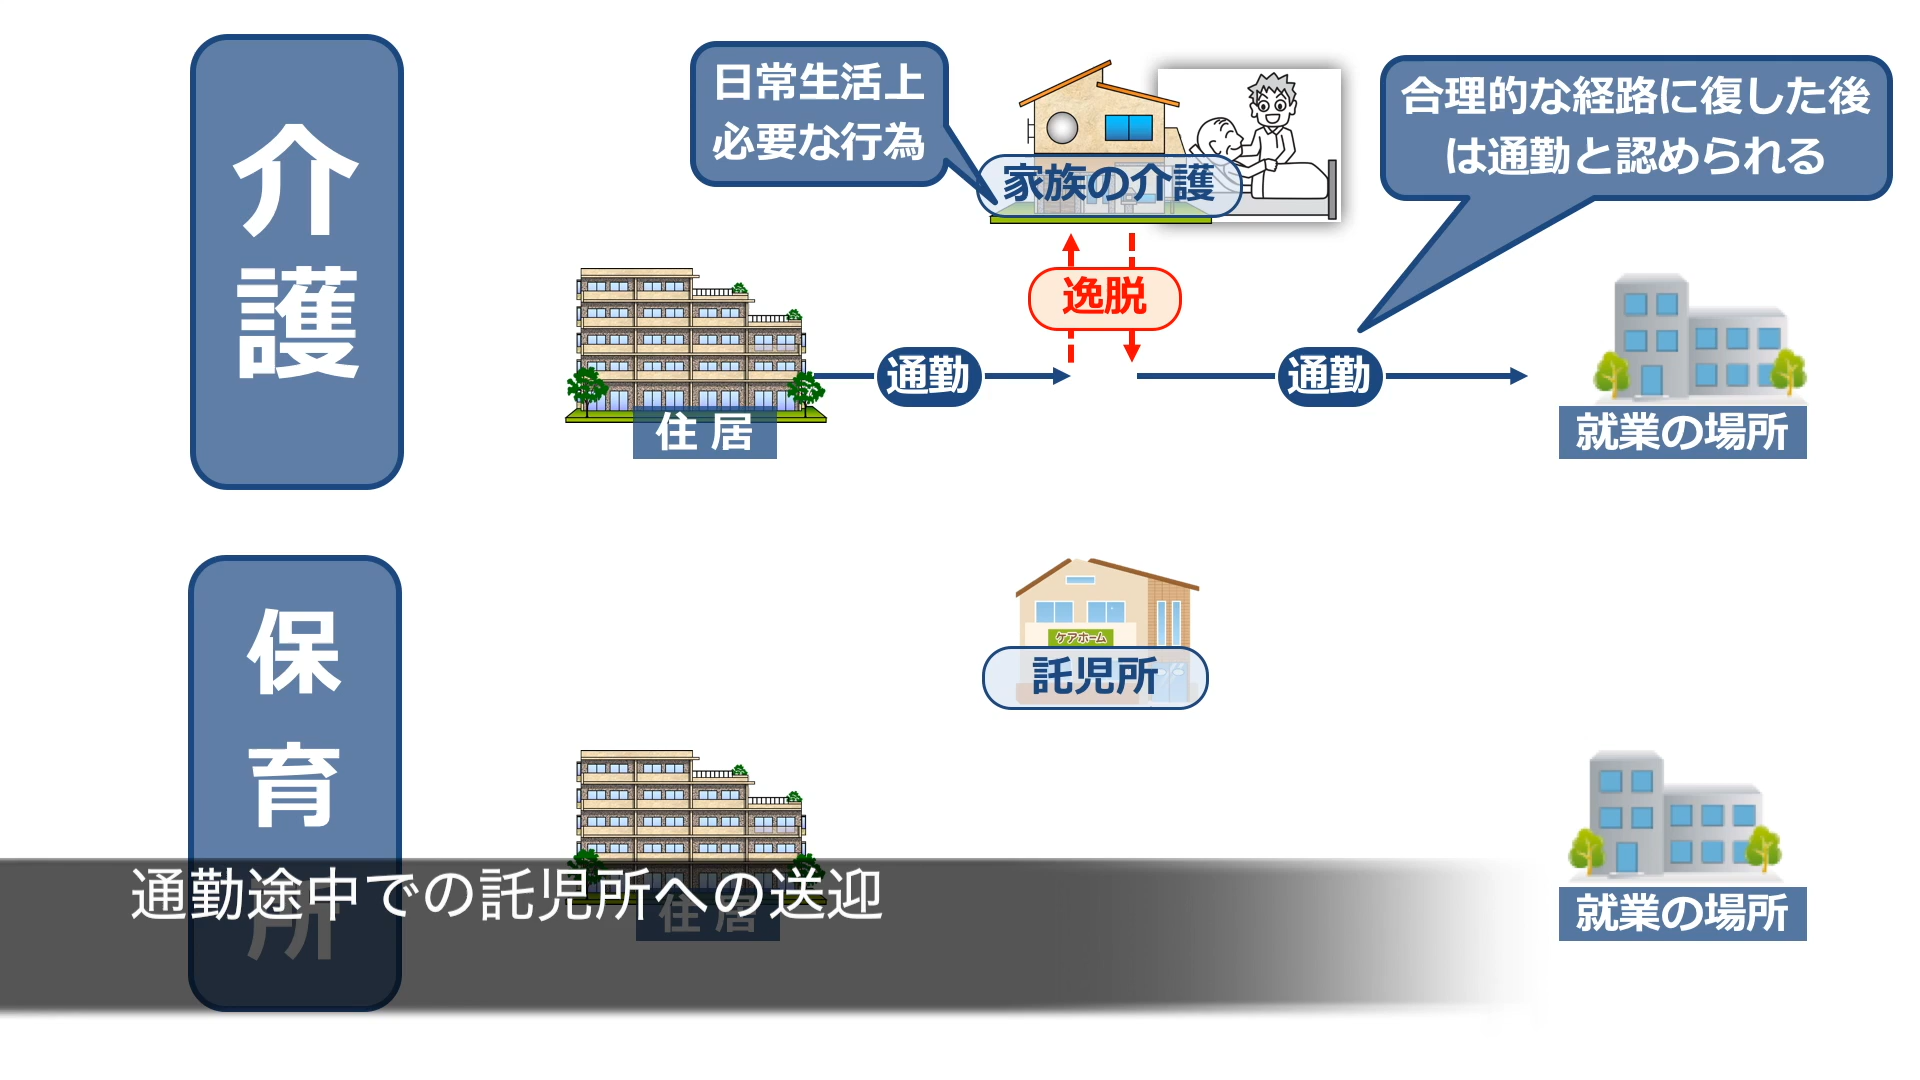 介護
日常生活上
必要な行為
家族の介護
合理的な経路に復した後
は通勤と認められる
逸脱
通勤
通勤
住居
就業の場所
保育所
ケアホーム
託児所
住居
就業の場所
通勤途中での託児所への送迎